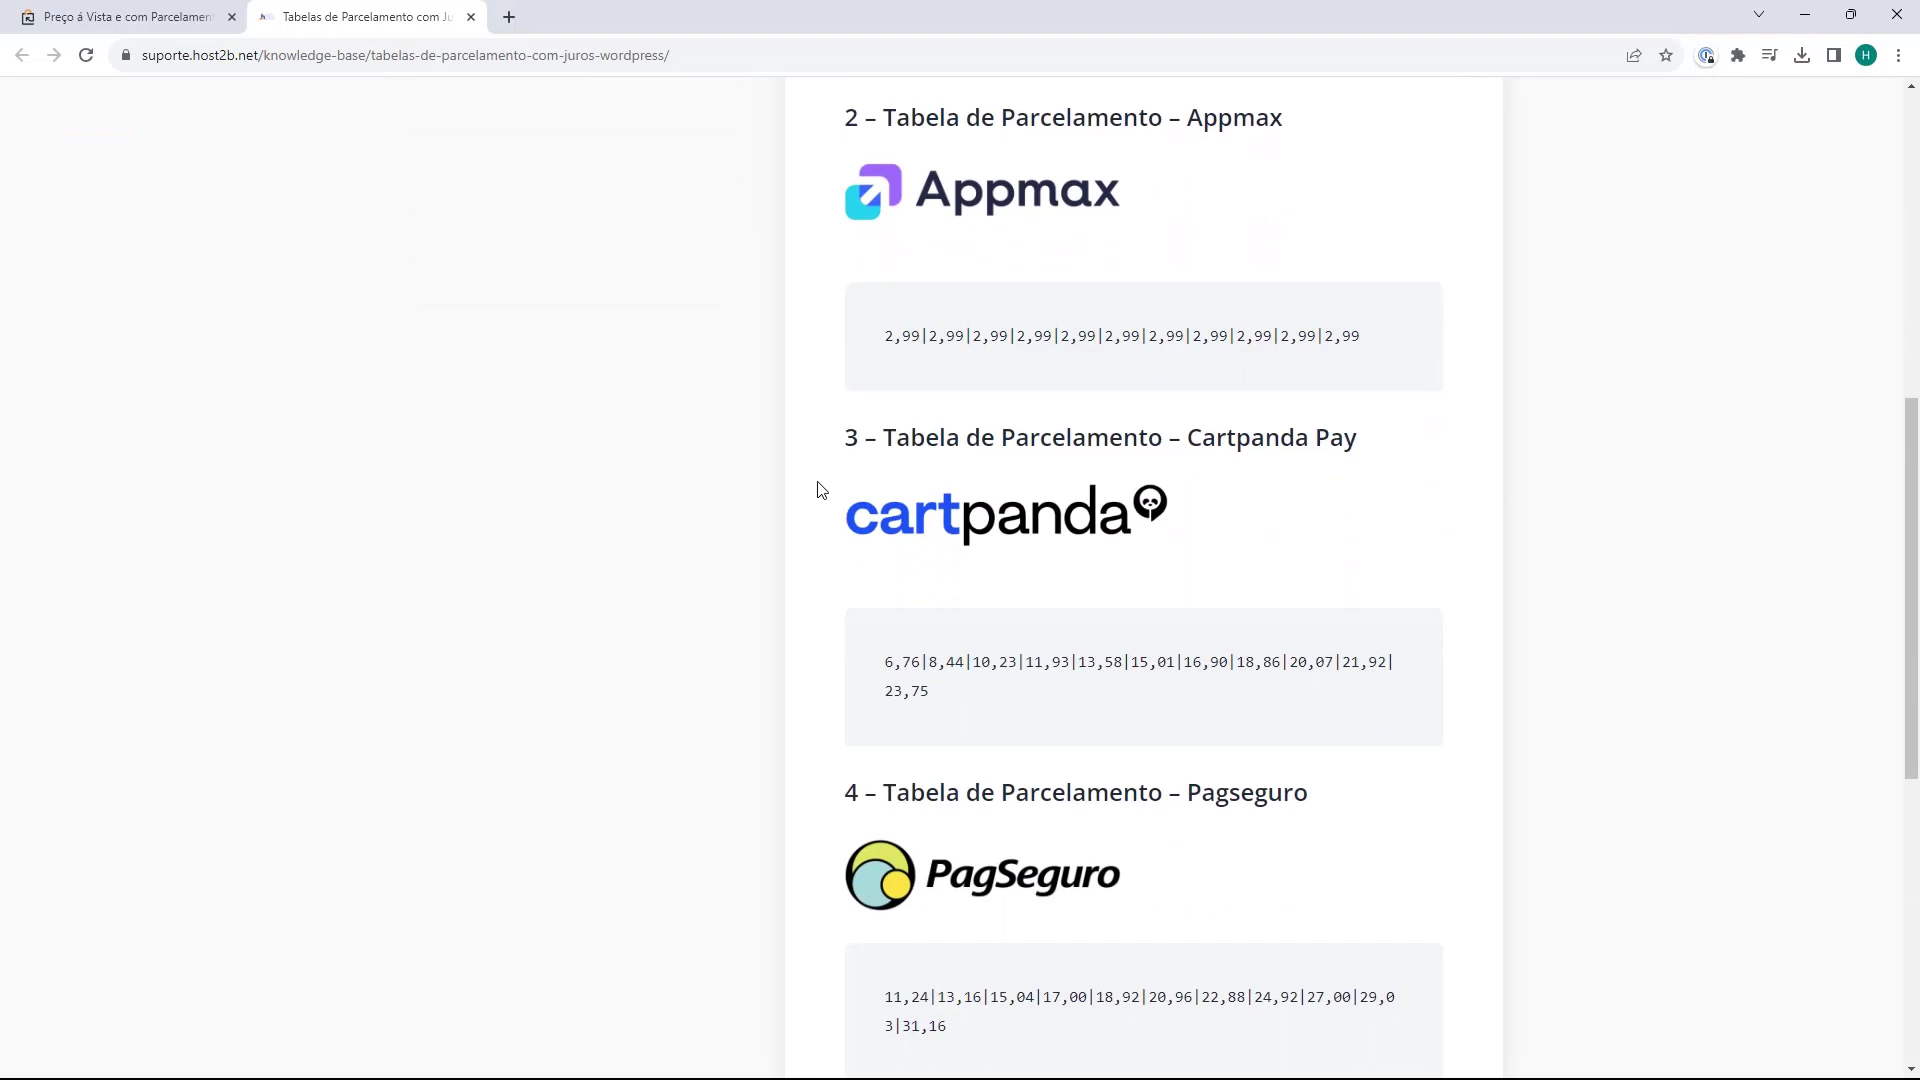 Preço á Vista e com Parcelamen
Tabelas de Parcelamento com Ju
suporte.host2b.net/knowledge-base/tabelas-de-parcelamento-com-juros-wordpress/
H
2 – Tabela de Parcelamento – Appmax
Appmax
2,99|2,99|2,99|2,99|2,99|2,99|2,99|2,99|2,99|2,99|2,99
3 – Tabela de Parcelamento – Cartpanda Pay
cartpanda
6,76|8,44|10,23|11,93|13,58|15,01|16,90|18,86|20,07|21,92|
23,75
4 – Tabela de Parcelamento – Pagseguro
PagSeguro
11,24|13,16|15,04|17,00|18,92|20,96|22,88|24,92|27,00|29,0
3|31,16